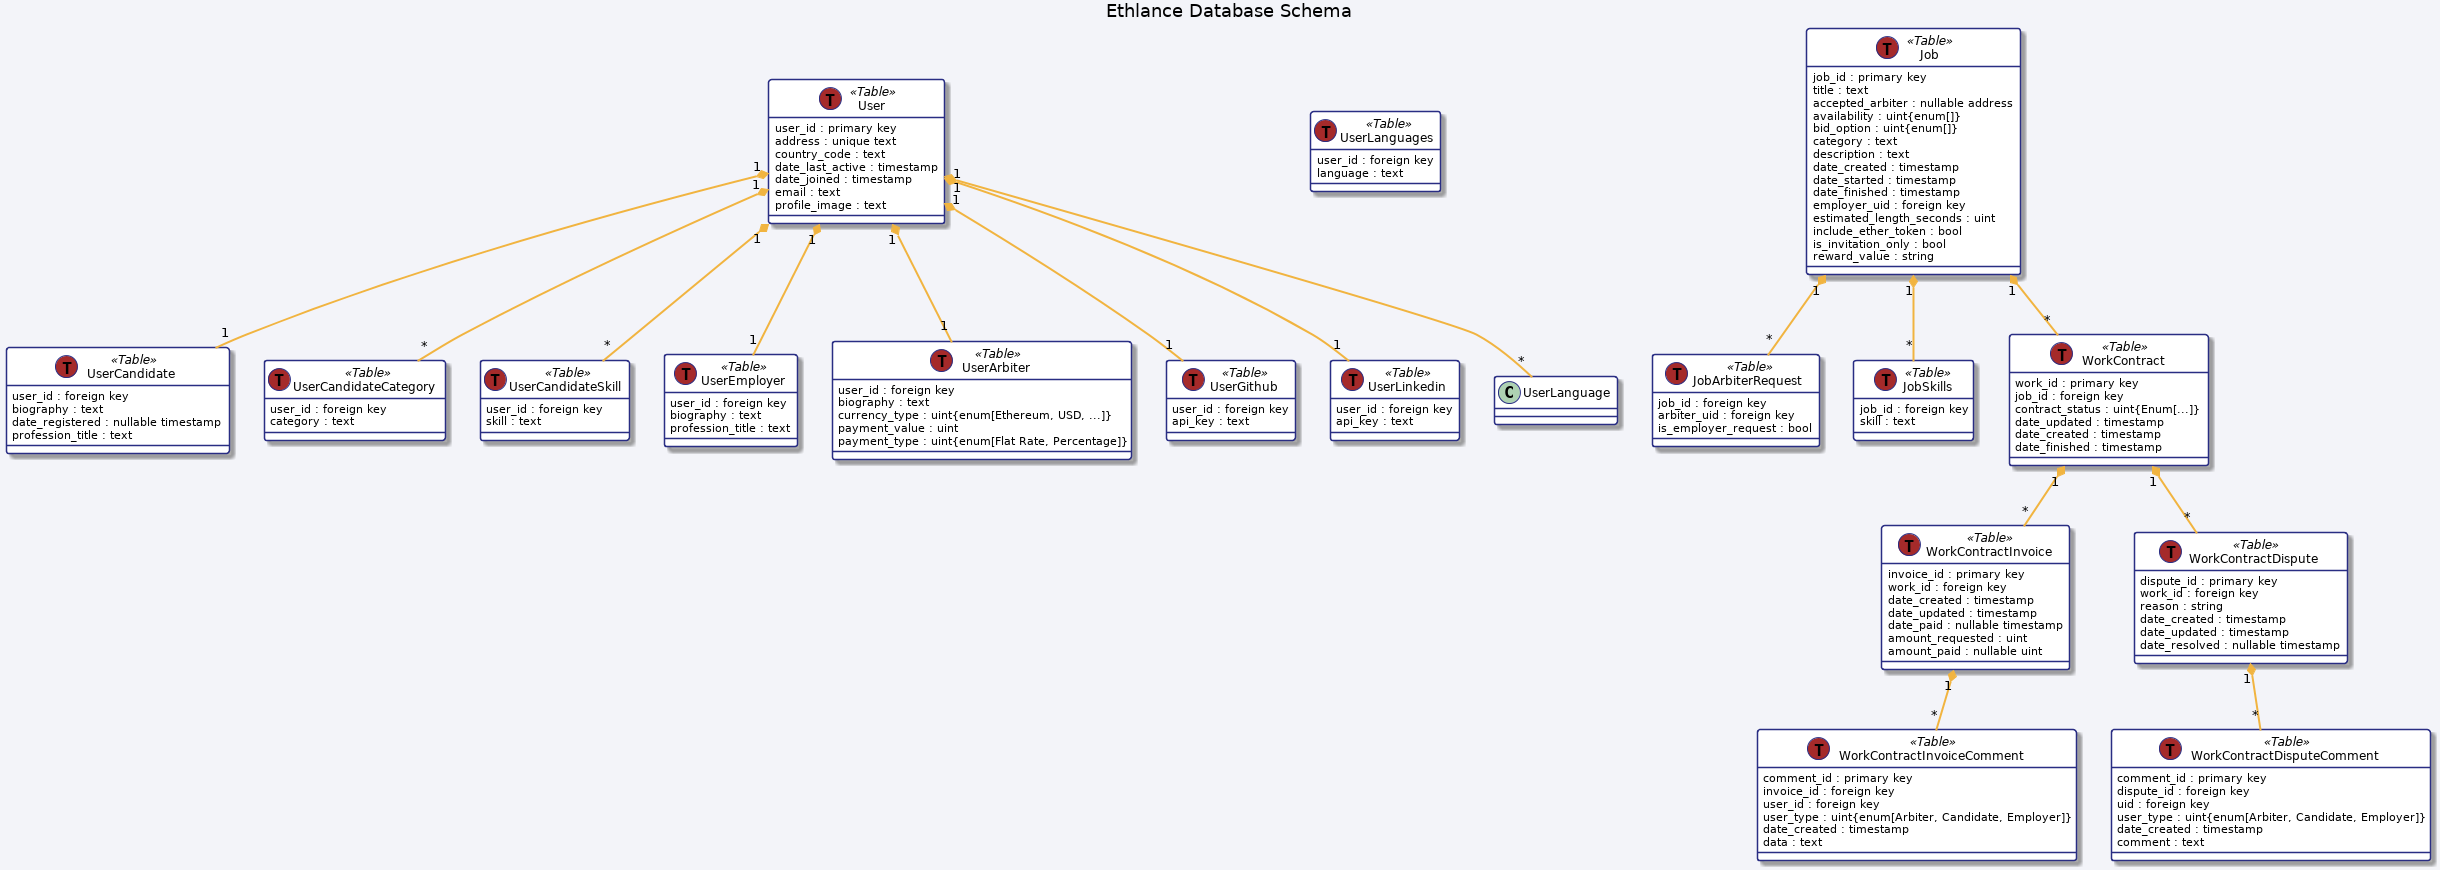 Ethlance Database Schema
T
«Table»
User
user_id : primary key
address : unique text
country_code : text
date_last_active : timestamp
date_joined : timestamp
email : text
profile_image : text
T
«Table»
UserLanguages
user_id : foreign key
language : text
T
«Table»
Job
job_id : primary key
title : text
accepted_arbiter : nullable address
availability : uint{enum[]}
bid_option : uint{enum[]}
category : text
description : text
date_created : timestamp
date_started : timestamp
date_finished : timestamp
employer_uid : foreign key
estimated_length_seconds : uint
include_ether_token : bool
is_invitation_only : bool
reward_value : string
1
1
1
1
1
1
1
1
1
*
*
1
1
1
1
*
1
1
1
*
*
*
T
«Table»
UserCandidate
user_id : foreign key
biography : text
date_registered : nullable timestamp
profession_title : text
T
«Table»
UserCandidateCategory
user_id : foreign key
category : text
T
«Table»
UserCandidateSkill
user_id : foreign key
skill : text
T
«Table»
UserEmployer
user_id : foreign key
biography : text
profession_title : text
T
«Table»
UserArbiter
user_id : foreign key
biography : text
currency_type : uint{enum[Ethereum, USD, ...]}
payment_value : uint
payment_type : uint{enum[Flat Rate, Percentage]}
T
«Table»
UserGithub
user_id : foreign key
api_key : text
T
«Table»
UserLinkedin
user_id : foreign key
api_key : text
C
UserLanguage
T
«Table»
JobArbiterRequest
job_id : foreign key
arbiter_uid : foreign key
is_employer_request : bool
T
«Table»
JobSkills
job_id : foreign key
skill : text
T
«Table»
WorkContract
work_id : primary key
job_id : foreign key
contract_status : uint{Enum[...]}
date_updated : timestamp
date_created : timestamp
date_finished : timestamp
1
1
*
*
T
«Table»
WorkContractInvoice
invoice_id : primary key
work_id : foreign key
date_created : timestamp
date_updated : timestamp
date_paid : nullable timestamp
amount_requested : uint
amount_paid : nullable uint
T
«Table»
WorkContractDispute
dispute_id : primary key
work_id : foreign key
reason : string
date_created : timestamp
date_updated : timestamp
date_resolved : nullable timestamp
1
1
*
*
T
«Table»
WorkContractInvoiceComment
comment_id : primary key
invoice_id : foreign key
user_id : foreign key
user_type : uint{enum[Arbiter, Candidate, Employer]}
date_created : timestamp
data : text
T
«Table»
WorkContractDisputeComment
comment_id : primary key
dispute_id : foreign key
uid : foreign key
user_type : uint{enum[Arbiter, Candidate, Employer]}
date_created : timestamp
comment : text